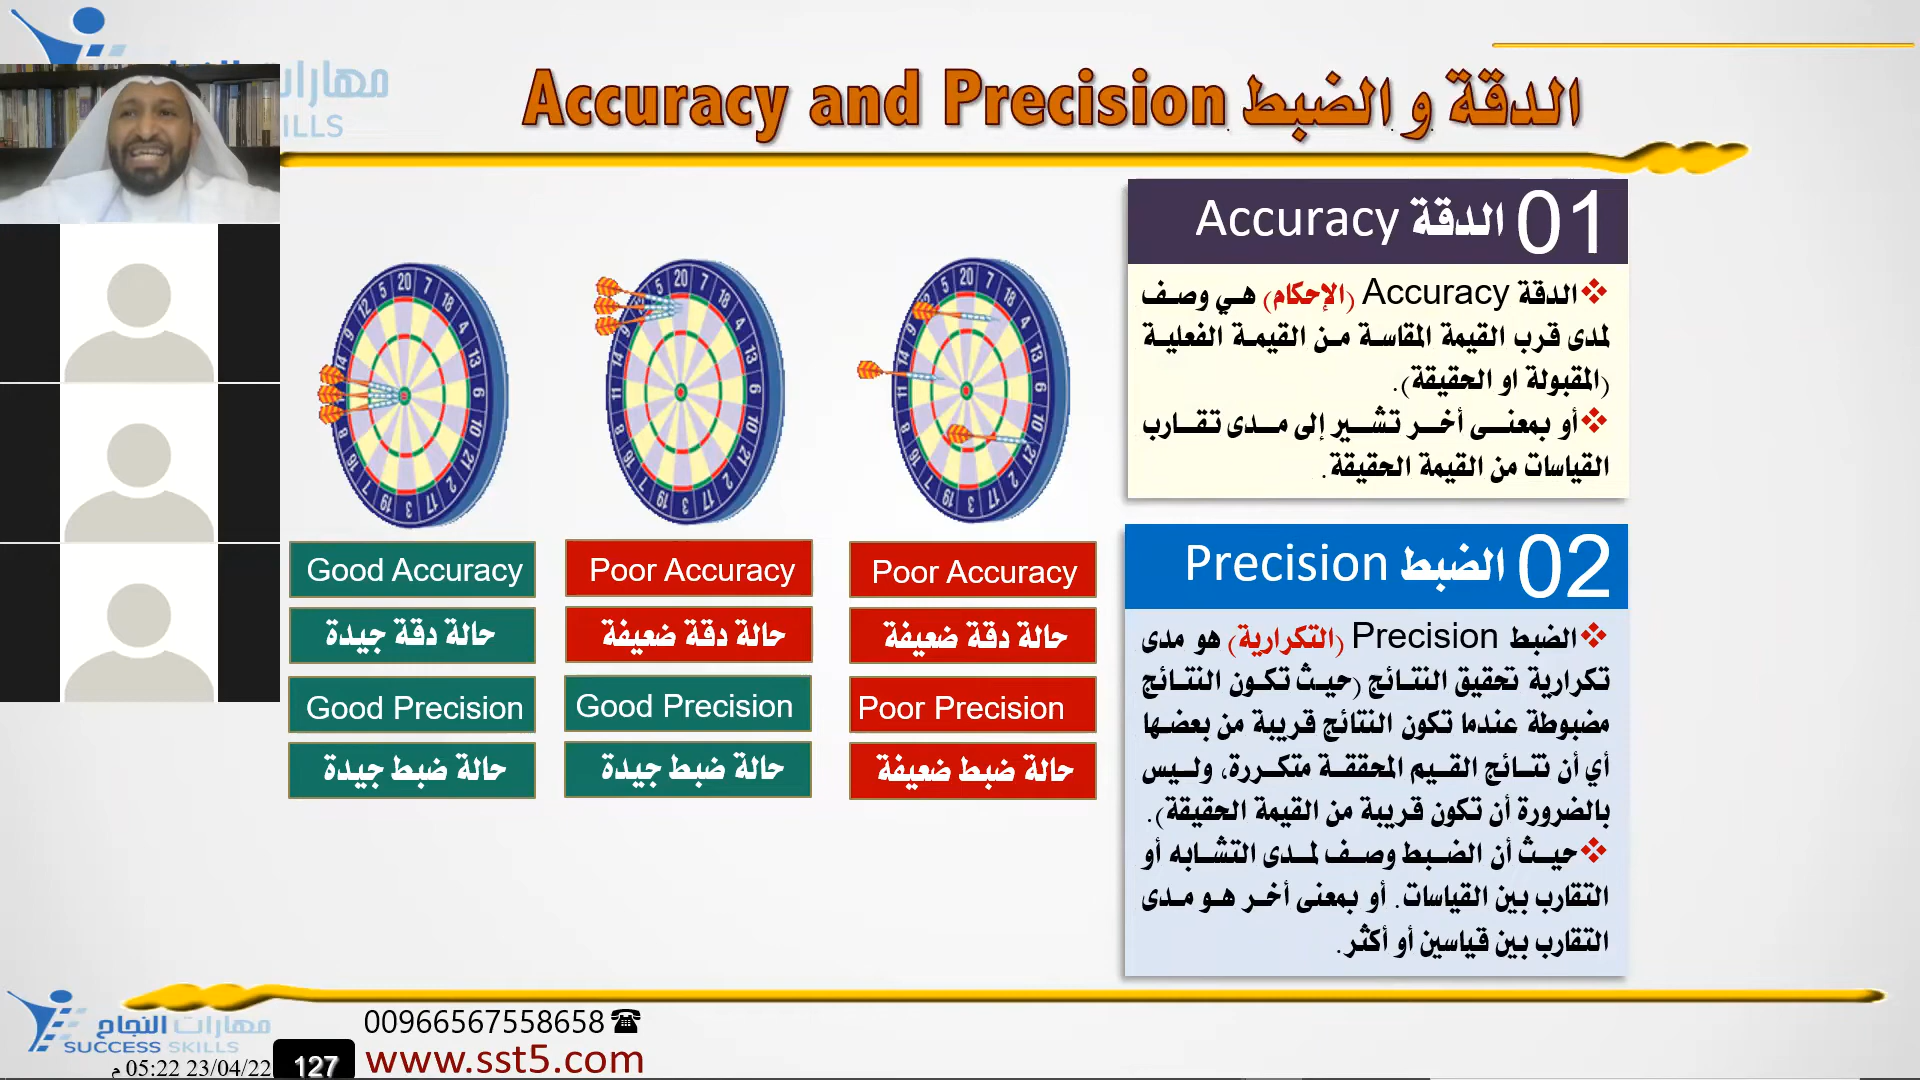 الدقة و الضبط Accuracy and Precision
مهارات
ILLS
01 الدقة Accuracy
❖الدقة Accuracy (الإحكام) هي وصف
لمدى قرب القيمة المقاسة من القيمة الفعلية
(المقبولة او الحقيقة).
❖أو بمعنى أخر تشير إلى مدى تقارب
القياسات من القيمة الحقيقة.
02 الضبط Precision
❖الضبط Precision (التكرارية) هو مدى
تكرارية تحقيق النتائج (حيث تكون النتائج
مضبوطة عندما تكون النتائج قريبة من بعضها
أي أن نتائج القيم المحققة متكررة، وليس
بالضرورة أن تكون قريبة من القيمة الحقيقة).
❖حيث أن الضبط وصف لمدى التشابه أو
التقارب بين القياسات. أو بمعنى أخر هو مدى
التقارب بين قياسين أو أكثر.
Good Accuracy
حالة دقة جيدة
Good Precision
حالة ضبط جيدة
Poor Accuracy
حالة دقة ضعيفة
Good Precision
حالة ضبط جيدة
Poor Accuracy
حالة دقة ضعيفة
Poor Precision
حالة ضبط ضعيفة
مهارات النجاح
SUCCESS SKILLS
23/04/22 05:22 م
127
00966567558658
www.sst5.com